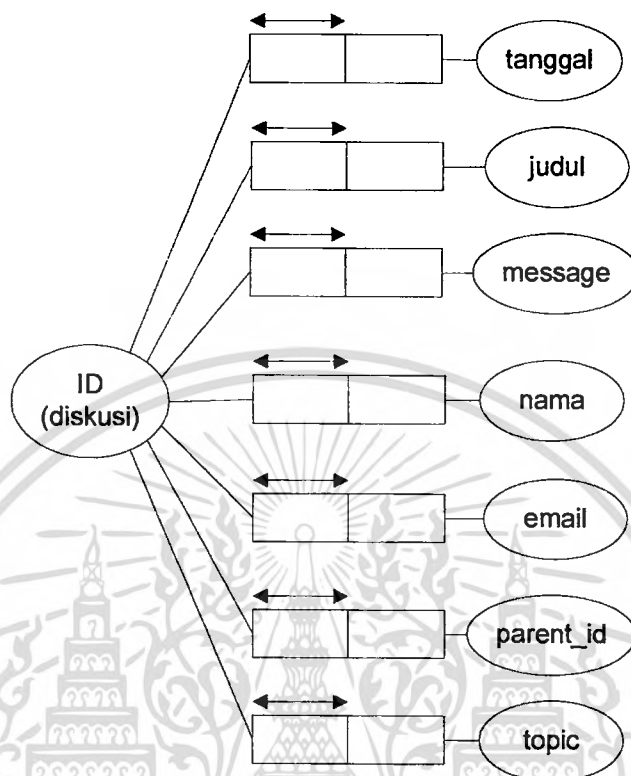 tanggal
judul
message
ID
(diskusi)
nama
email
parent_id
topic